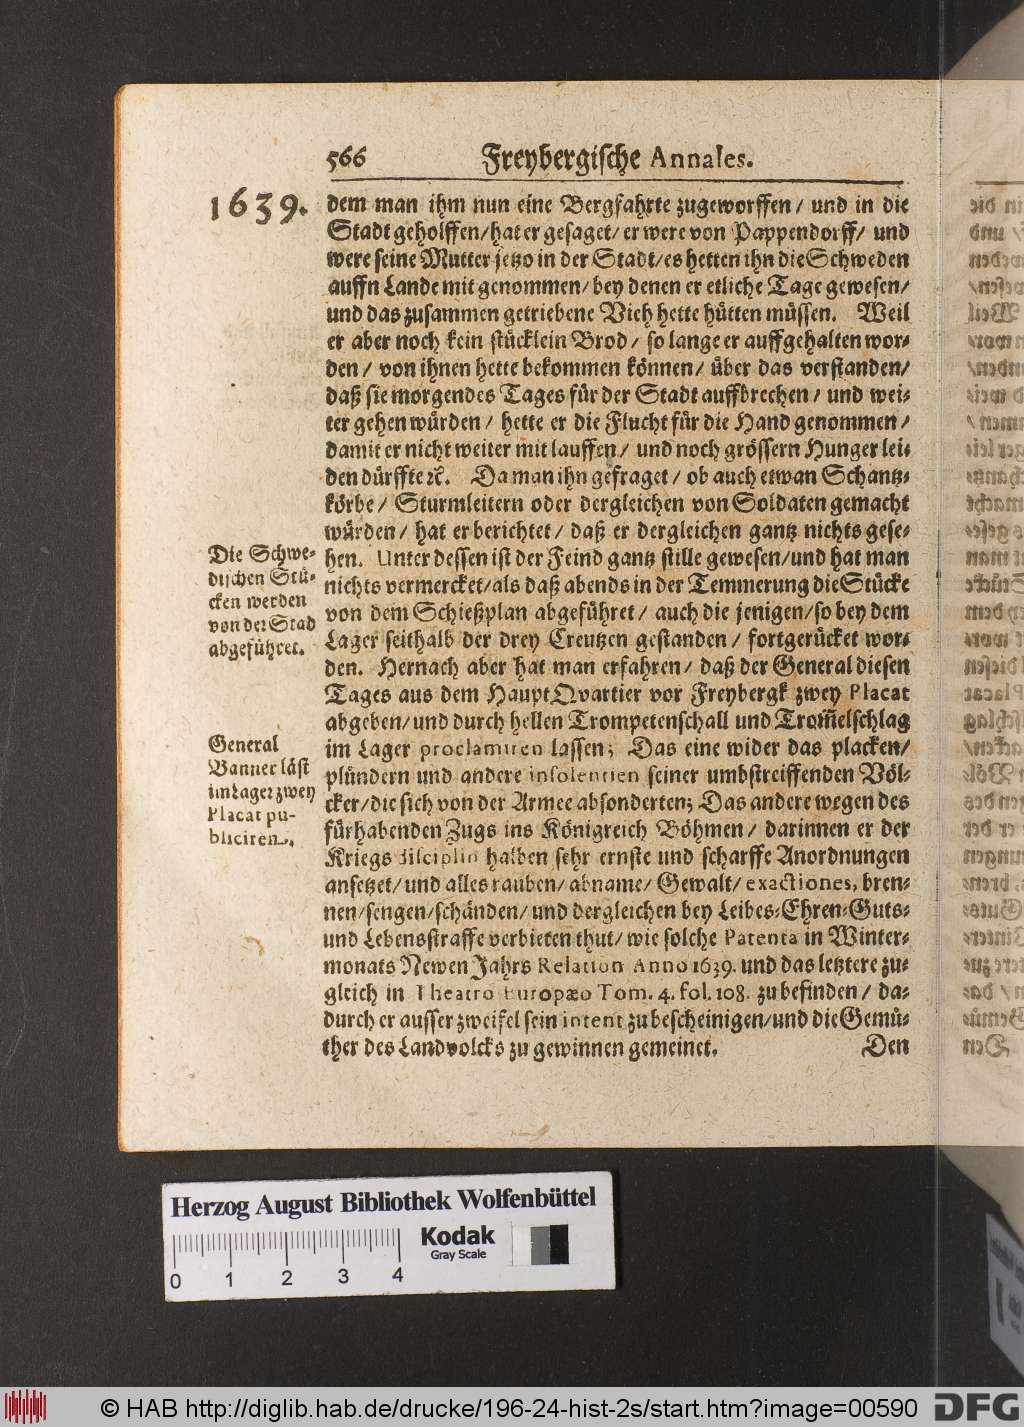 566 Freybergische Annales.
1639.
dem man ihm nun eine Bergfahrte zugeworffen / und in die
Stadt geholffen/ hat er gesaget/ er were von Pappendorff/ und
were seine Mutter jetzo in der Stadt/ es hetten ihn die Schweden
auffn Lande mit genommen/ bey denen er etliche Tage gewesen/
und das zusammen getriebene Vieh hette hütten müssen. Weil
er aber noch kein stücklein Brod / so lange er auffgehalten wor-
den / von ihnen hette bekommen können/ über das verstanden/
daß sie morgendes Tages für der Stadt auffbrechen / und wei-
ter gehen würden / hette er die Flucht für die Hand genommen /
damit er nicht weiter mit lauffen/ und noch grössern Hunger lei-
den dürffte ꝛc. Da man ihn gefraget / ob auch etwan Schantz-
körbe / Sturmleitern oder dergleichen von Soldaten gemacht
würden / hat er berichtet / daß er dergleichen gantz nichts gese-
hen. Unter dessen ist der Feind gantz stille gewesen/ und hat man
nichts vermercket/ als daß abends in der Temmerung die Stücke
von dem Schießplan abgeführet / auch die jenigen/ so bey dem
Lager seithalb der drey Creutzen gestanden / fortgerücket wor-
den. Hernach aber hat man erfahren / daß der General diesen
Tages aus dem Haupt Qvartier vor Freybergk zwey Placat
abgeben/ und durch hellen Trompetenschall und Trom̃elschlag
im Lager proclamiren lassen; Das eine wider das placken/
plündern und andere insolentien seiner umbstreiffenden Völ-
cker/ die sich von der Armee absonderten; Das andere wegen des
fürhabenden Zugs ins Königreich Böhmen / darinnen er der
Kriegs disciplin halben sehr ernste und scharffe Anordnungen
ansetzet/ und alles rauben/ abname/ Gewalt/ exactiones, bren-
nen/ sengen/ schänden/ und dergleichen bey Leibes-Ehren-Guts-
und Lebensstraffe verbieten thut/ wie solche Patenta in Winter-
monats Newen Jahrs Relation Anno 1639. und das letztere zu-
gleich in Theatro Europæo Tom. 4. fol. 108. zu befinden / da-
durch er ausser zweifel sein intent zu bescheinigen/ und die Gemü-
ther des Landvolcks zu gewinnen gemeinet. Den
Die Schwe-
dischen Stü-
cken werden
von der Stad
abgeführet.
General
Banner läst
im Lager zwey
Placat pu-
bliciren.
Herzog August Bibliothek Wolfenbüttel
Kodak
Gray Scale
0 1 2 3 4
© HAB http://diglib.hab.de/drucke/196-24-hist-2s/start.htm?image=00590
DFG